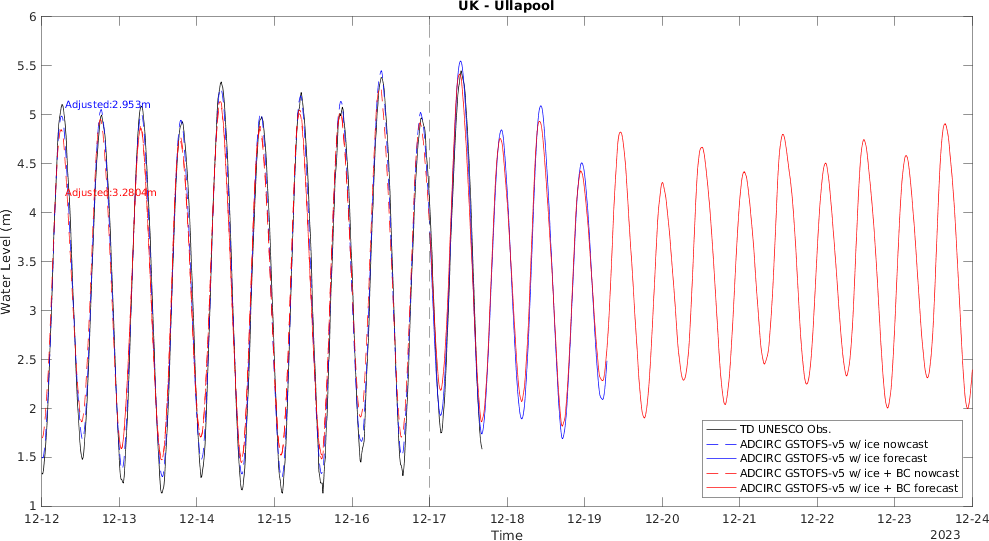 UK - Ullapool
6
5.5
5
4.5
4
3.5
3
2.5
2
1.5
1
Water Level (m)
Adjusted:2.953m
Adjusted:3.2804m
TD UNESCO Obs.
ADCIRC GSTOFS-v5 w/ ice nowcast
ADCIRC GSTOFS-v5 w/ ice forecast
ADCIRC GSTOFS-v5 w/ ice + BC nowcast
ADCIRC GSTOFS-v5 w/ ice + BC forecast
12-12 12-13 12-14 12-15 12-16 12-17 12-18 12-19 12-20 12-21 12-22 12-23 12-24
Time
2023